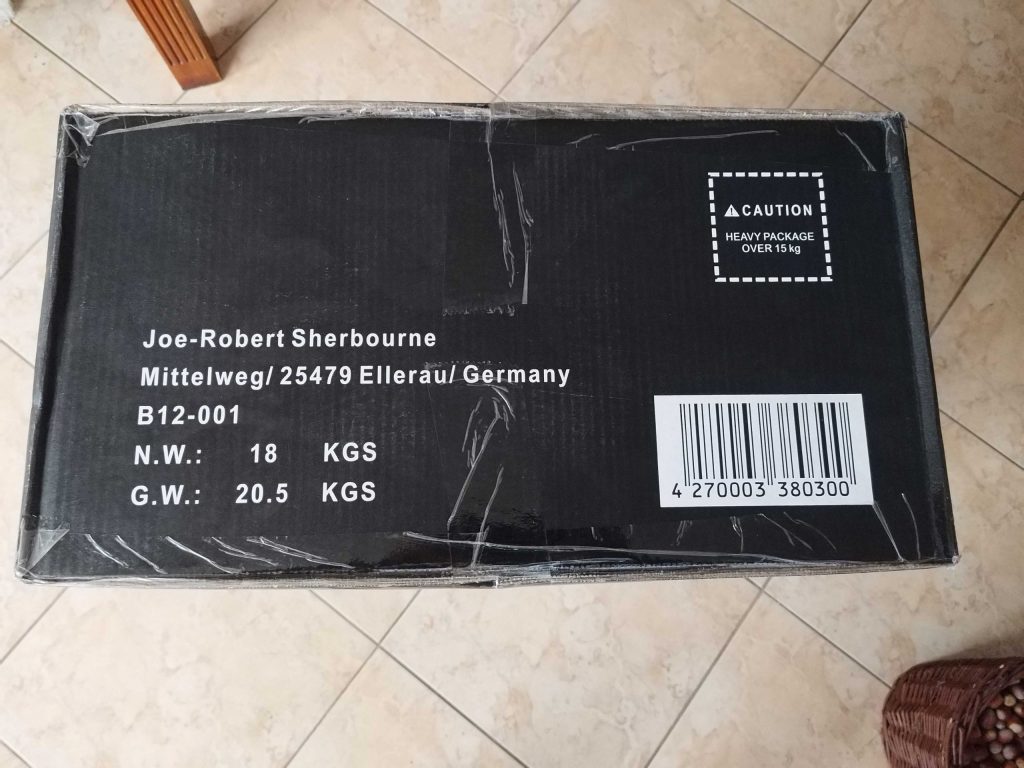 ⚠CAUTION
HEAVY PACKAGE
OVER 15 kg
Joe-Robert Sherbourne
Mittelweg/ 25479 Ellerau/ Germany
B12-001
N.W.: 18 KGS
G.W.: 20.5 KGS
4 270003 380300